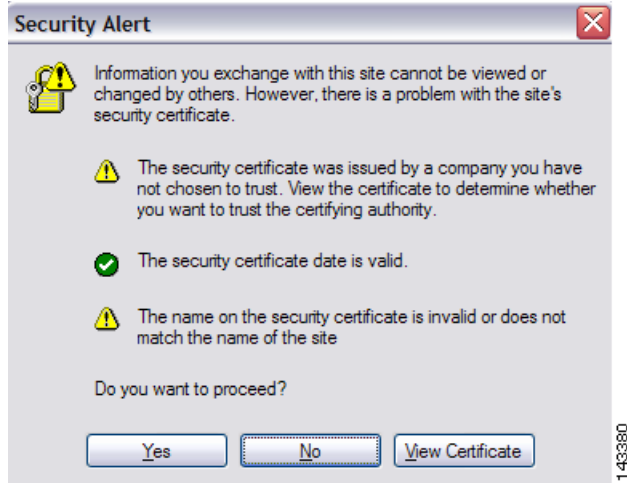 Security Alert
Information you exchange with this site cannot be viewed or
changed by others. However, there is a problem with the site's
security certificate.
The security certificate was issued by a company you have
not chosen to trust. View the certificate to determine whether
you want to trust the certifying authority.
The security certificate date is valid.
The name on the security certificate is invalid or does not
match the name of the site
Do you want to proceed?
Yes No View Certificate
143380